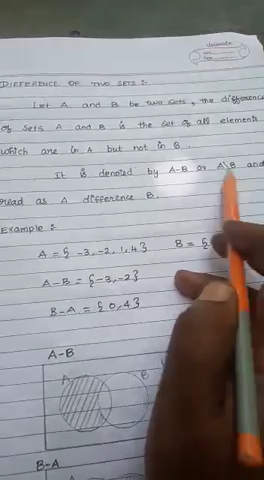 DIFFERENCE OF TWO SETS :
Let A and B be two sets, the difference
of sets A and B is the set of all elements
which are in A but not in B.
It is denoted by A-B or A\B and
read as A difference B.
Example :
A = { -3, -2, 1, 4 } B = {
A-B = { -3, -2 }
B-A = { 0, 4 }
A-B
A B
B-A